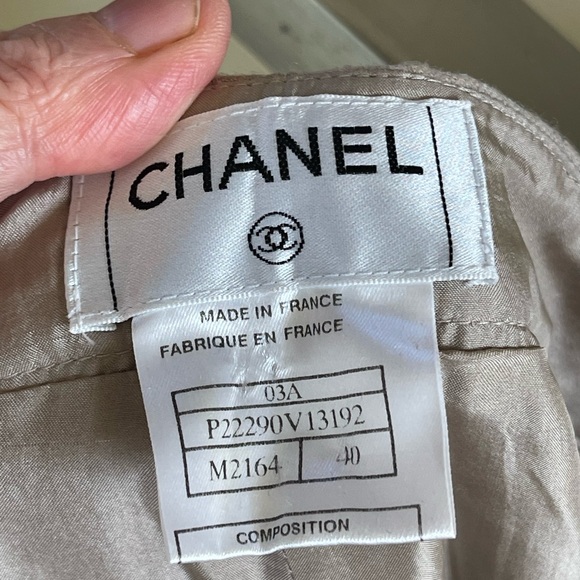 CHANEL
MADE IN FRANCE
FABRIQUE EN FRANCE
03A
P22290V13192
M2164 40
COMPOSITION